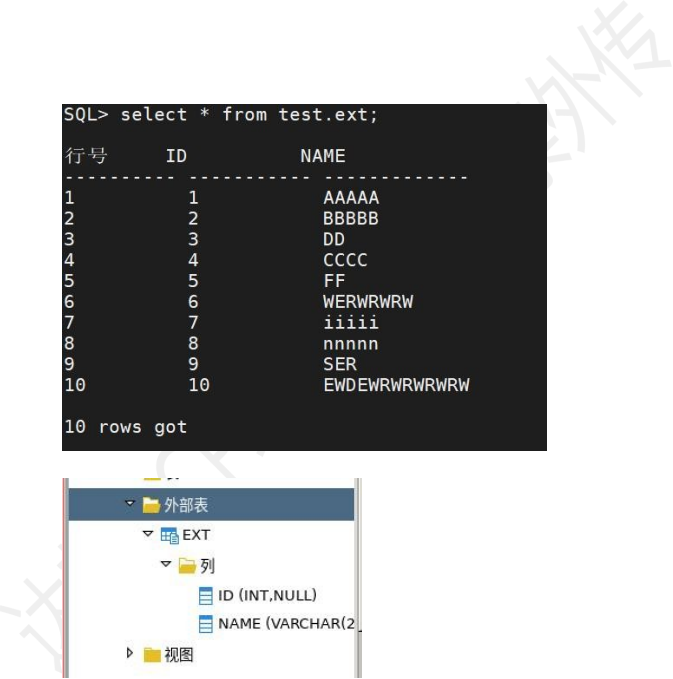 SQL> select * from test.ext;
行号 ID NAME
---------- ----------- -------------
1 1 AAAAA
2 2 BBBBB
3 3 DD
4 4 CCCC
5 5 FF
6 6 WERWRWRW
7 7 iiiii
8 8 nnnnn
9 9 SER
10 10 EWDEWRWRWRWRW
10 rows got
外部表
EXT
列
ID (INT,NULL)
NAME (VARCHAR(2
视图